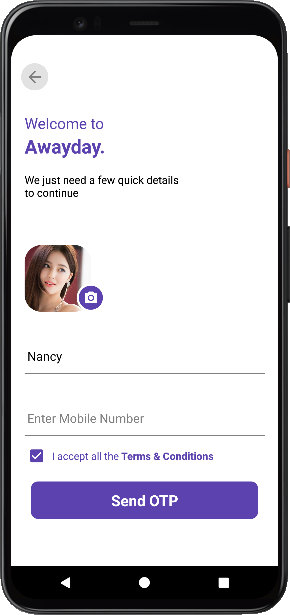 Welcome to
Awayday.
We just need a few quick details
to continue
Nancy
Enter Mobile Number
I accept all the Terms & Conditions
Send OTP